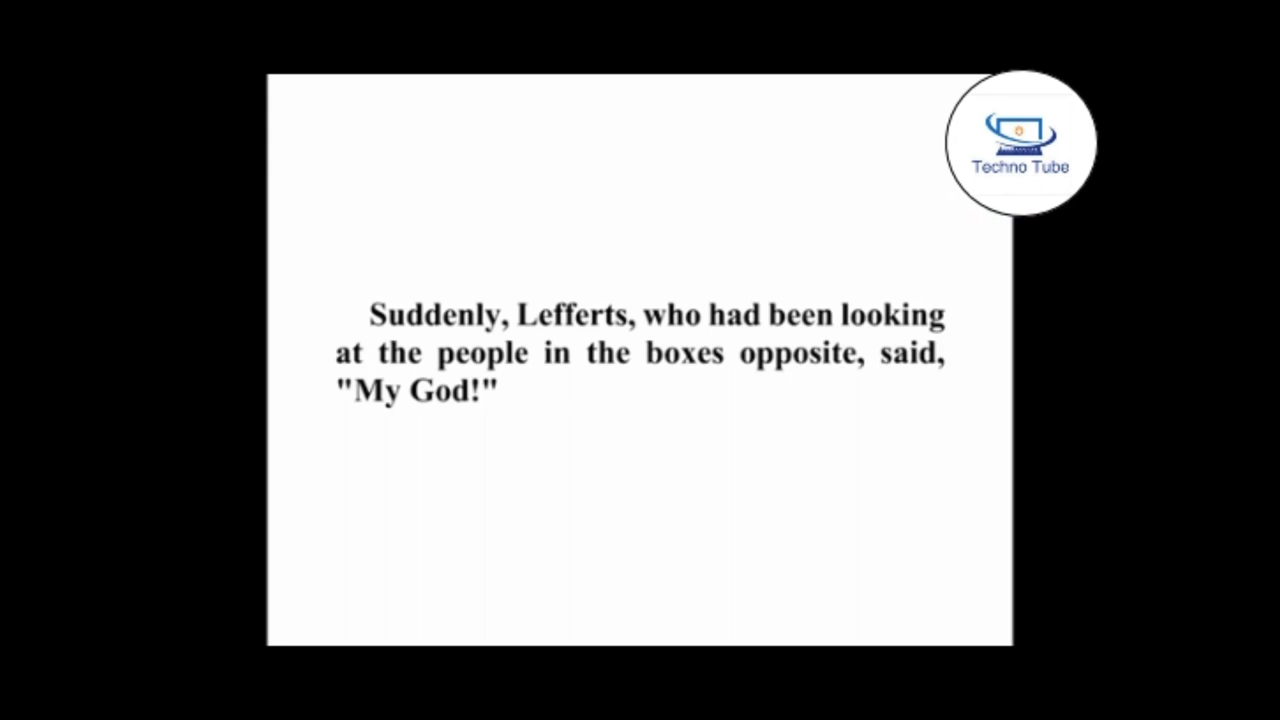 Techno Tube
Suddenly, Lefferts, who had been looking
at the people in the boxes opposite, said,
"My God!"